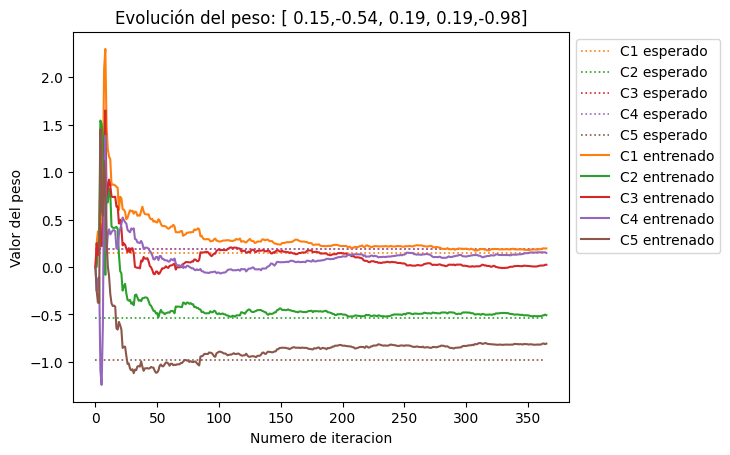 Evolución del peso: [ 0.15,-0.54, 0.19, 0.19,-0.98]
C1 esperado
C2 esperado
C3 esperado
C4 esperado
C5 esperado
C1 entrenado
C2 entrenado
C3 entrenado
C4 entrenado
C5 entrenado
Valor del peso
2.0
1.5
1.0
0.5
0.0
−0.5
−1.0
0 50 100 150 200 250 300 350
Numero de iteracion